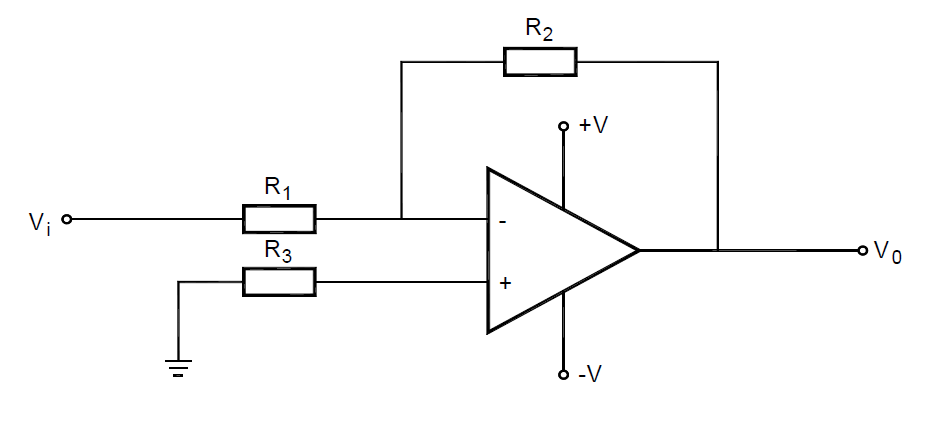 R₂
+V
R₁
Vᵢ
-
R₃
V₀
+
-V